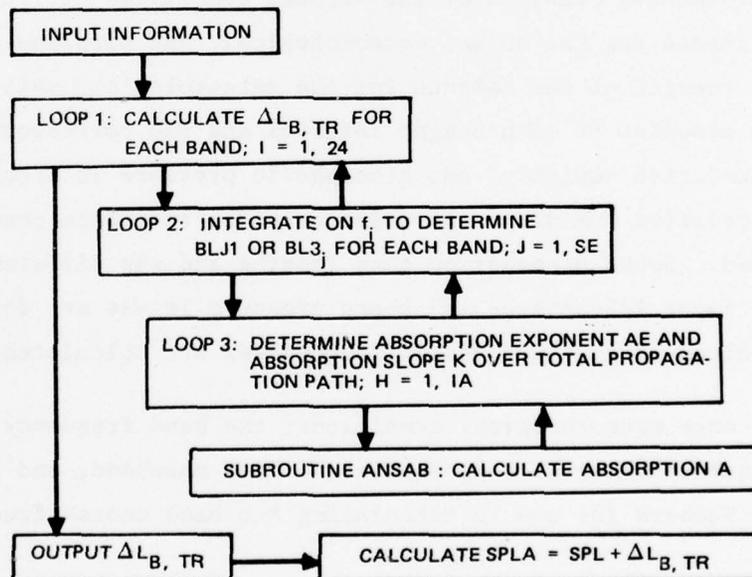 INPUT INFORMATION
LOOP 1: CALCULATE ΔL_B, TR FOR
EACH BAND; I = 1, 24
LOOP 2: INTEGRATE ON f_i TO DETERMINE
BLJ1 OR BL3, FOR EACH BAND; J = 1, SE
LOOP 3: DETERMINE ABSORPTION EXPONENT AE AND
ABSORPTION SLOPE K OVER TOTAL PROPAGA-
TION PATH; H = 1, IA
SUBROUTINE ANSAB : CALCULATE ABSORPTION A
OUTPUT ΔL_B, TR
CALCULATE SPLA = SPL + ΔL_B, TR